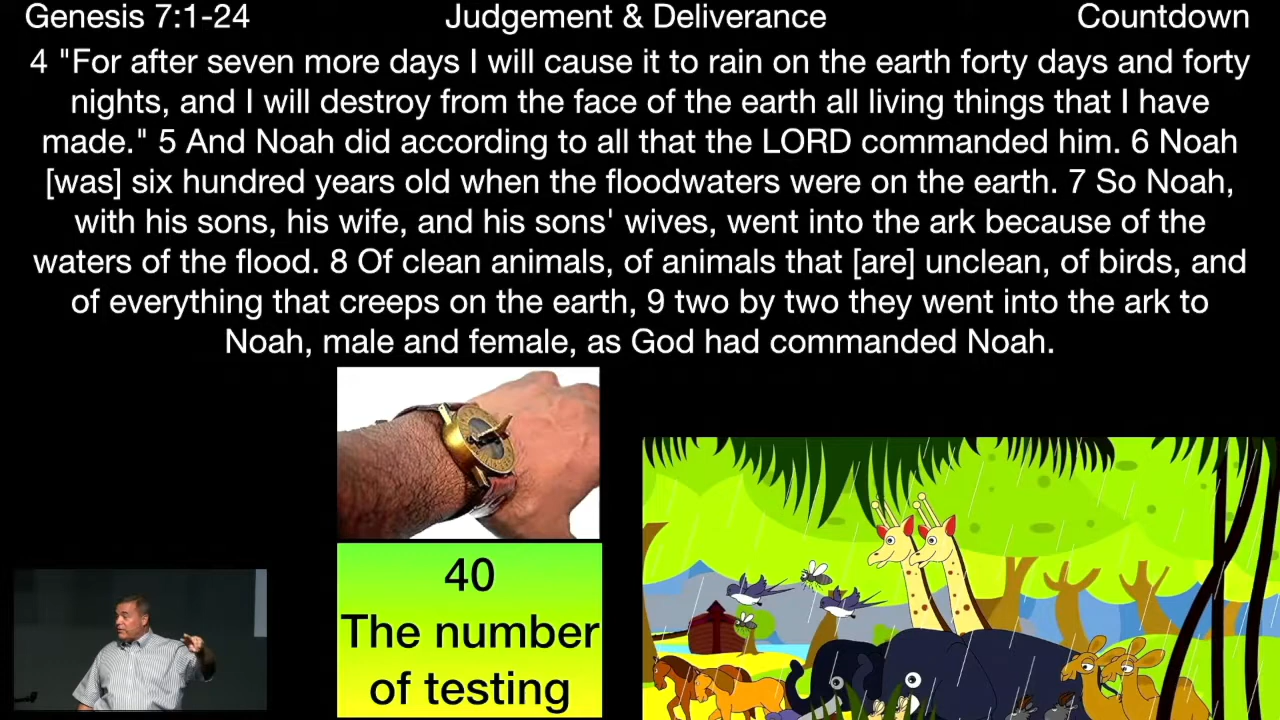 Genesis 7:1-24 Judgement & Deliverance Countdown
4 "For after seven more days I will cause it to rain on the earth forty days and forty
nights, and I will destroy from the face of the earth all living things that I have
made." 5 And Noah did according to all that the LORD commanded him. 6 Noah
[was] six hundred years old when the floodwaters were on the earth. 7 So Noah,
with his sons, his wife, and his sons' wives, went into the ark because of the
waters of the flood. 8 Of clean animals, of animals that [are] unclean, of birds, and
of everything that creeps on the earth, 9 two by two they went into the ark to
Noah, male and female, as God had commanded Noah.
40
The number
of testing